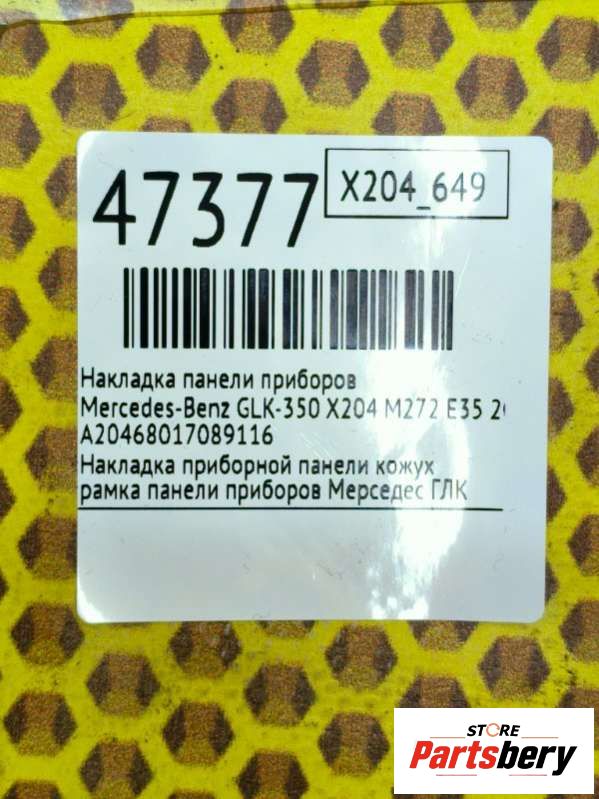 47377
X204_649
Накладка панели приборов
Mercedes-Benz GLK-350 X204 M272 E35
A20468017089116
Накладка приборной панели кожух
рамка панели приборов Мерседес ГЛК
STORE
Partsbery